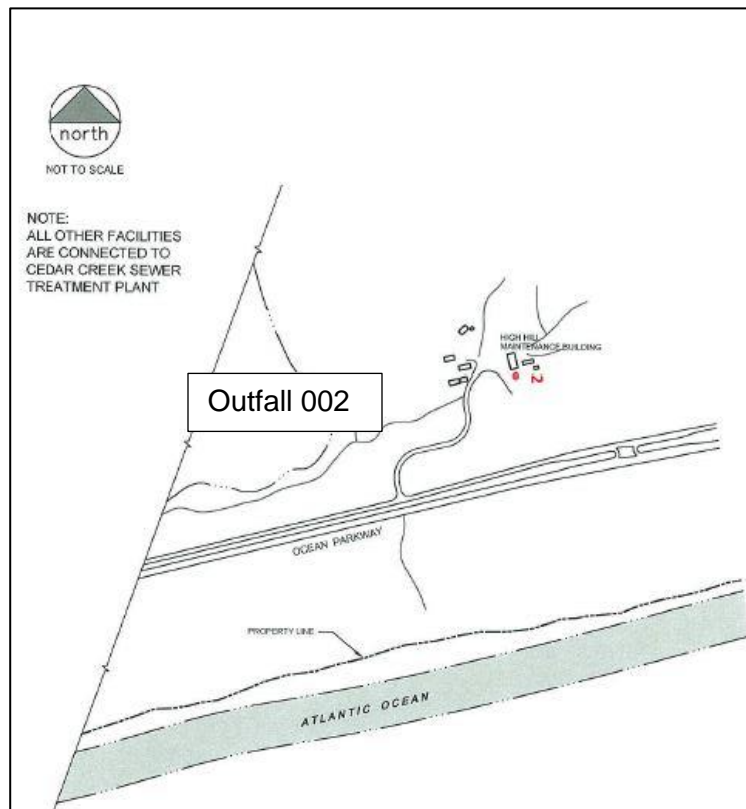 north
NOT TO SCALE
NOTE:
ALL OTHER FACILITIES
ARE CONNECTED TO
CEDAR CREEK SEWER
TREATMENT PLANT
HIGH HILL
MAINTENANCE BUILDING
2
Outfall 002
OCEAN PARKWAY
PROPERTY LINE
ATLANTIC OCEAN